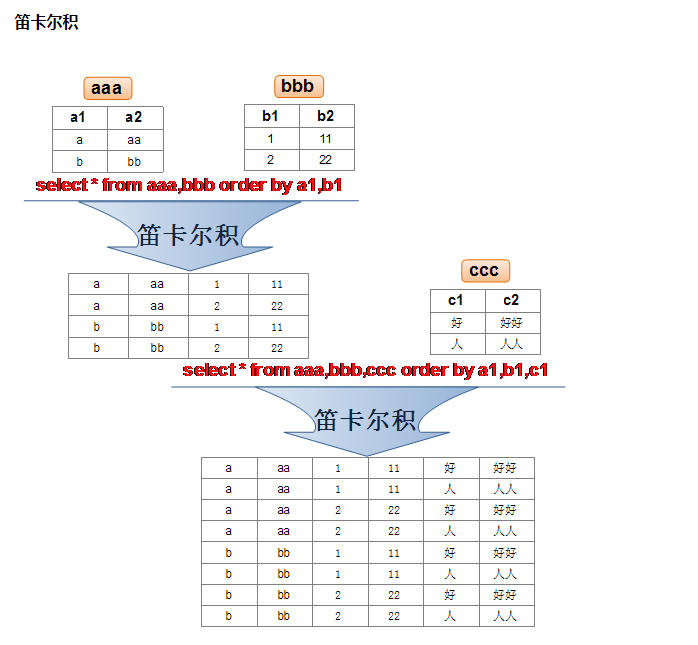 笛卡尔积
aaa
bbb
a1 a2
b1 b2
a aa
1 11
b bb
2 22
select * from aaa,bbb order by a1,b1
笛卡尔积
ccc
a aa 1 11
a aa 2 22
b bb 1 11
b bb 2 22
c1 c2
好 好好
人 人人
select * from aaa,bbb,ccc order by a1,b1,c1
笛卡尔积
a aa 1 11 好 好好
a aa 1 11 人 人人
a aa 2 22 好 好好
a aa 2 22 人 人人
b bb 1 11 好 好好
b bb 1 11 人 人人
b bb 2 22 好 好好
b bb 2 22 人 人人